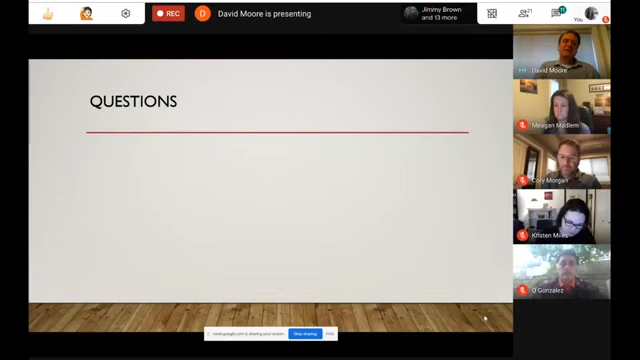 REC
D
David Moore is presenting
Jimmy Brown
and 13 more
21
11
You
QUESTIONS
David Moore
Meagan Madlem
Cory Morgan
Kristen Miles
O Gonzalez
meet.google.com is sharing your screen.
Stop sharing
Hide